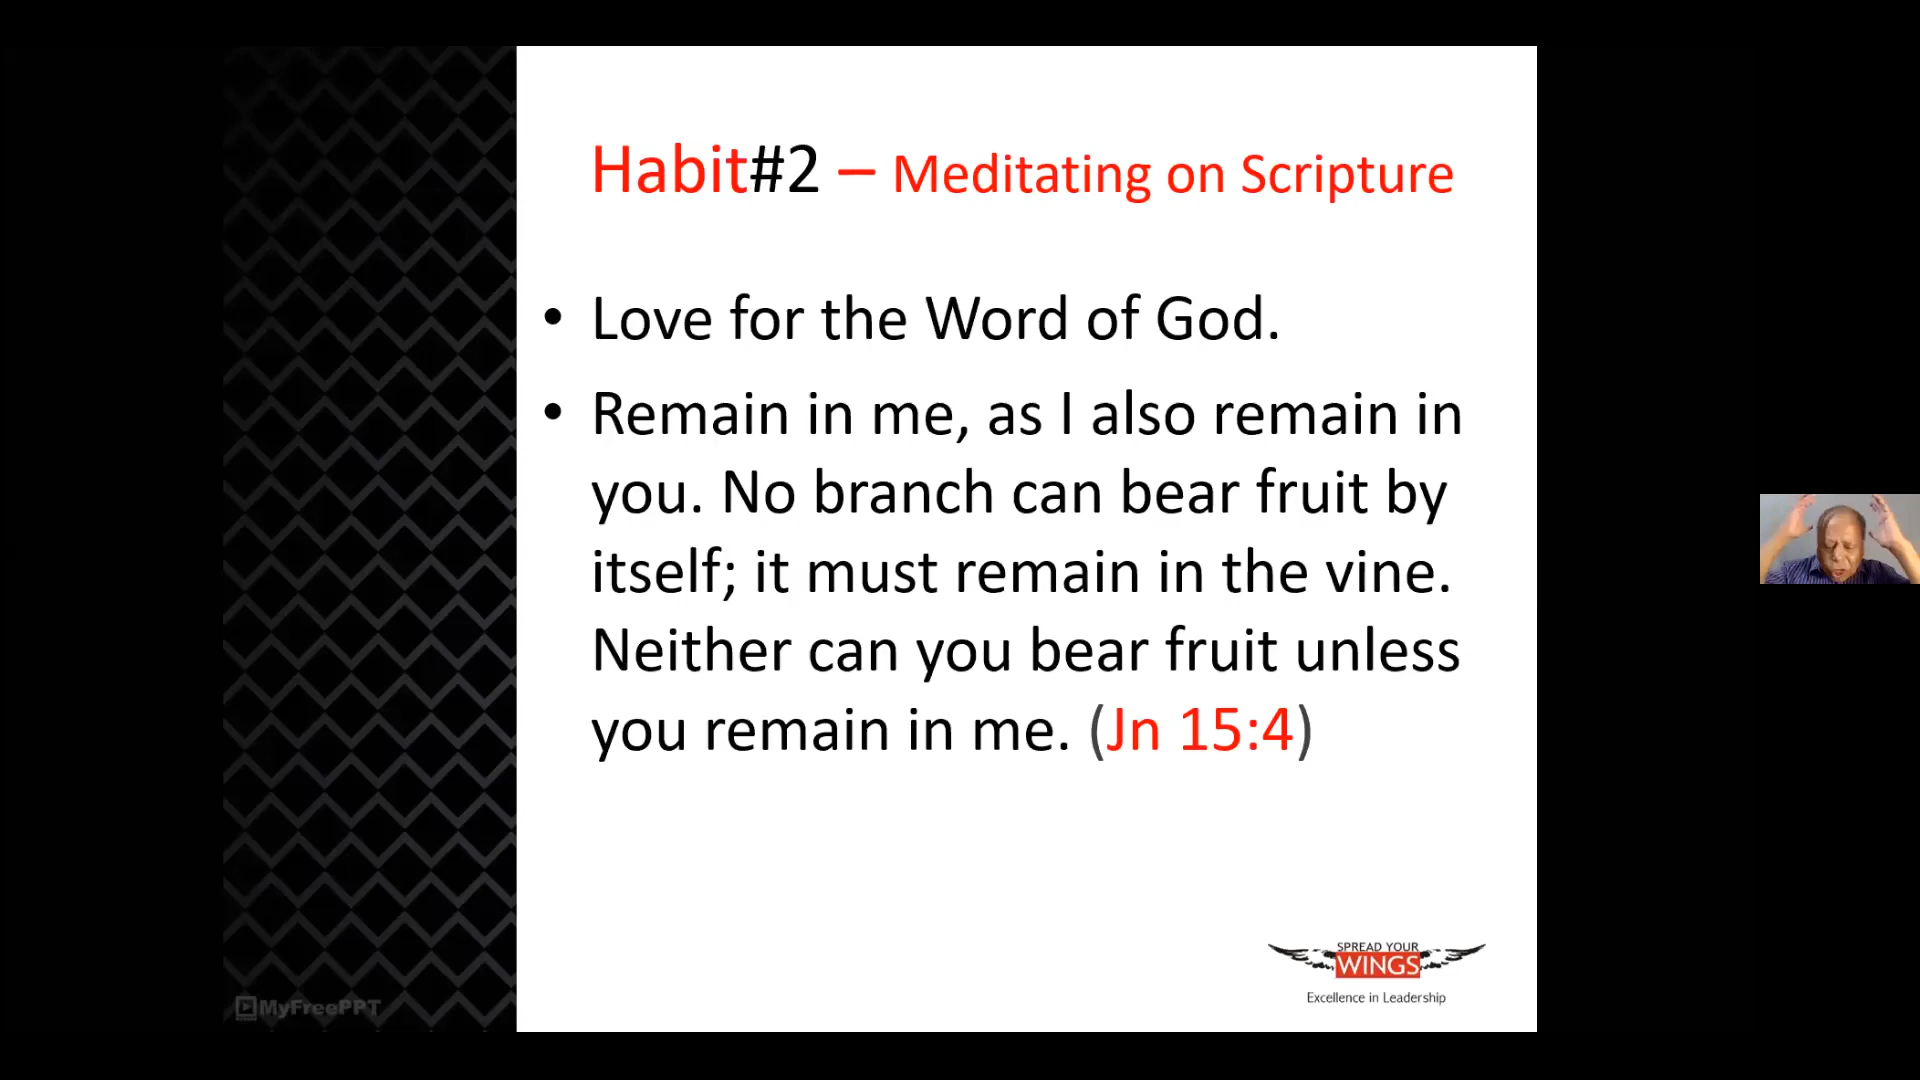 Habit#2 – Meditating on Scripture
• Love for the Word of God.
• Remain in me, as I also remain in
you. No branch can bear fruit by
itself; it must remain in the vine.
Neither can you bear fruit unless
you remain in me. (Jn 15:4)
SPREAD YOUR
WINGS
Excellence in Leadership
MyFreePPT